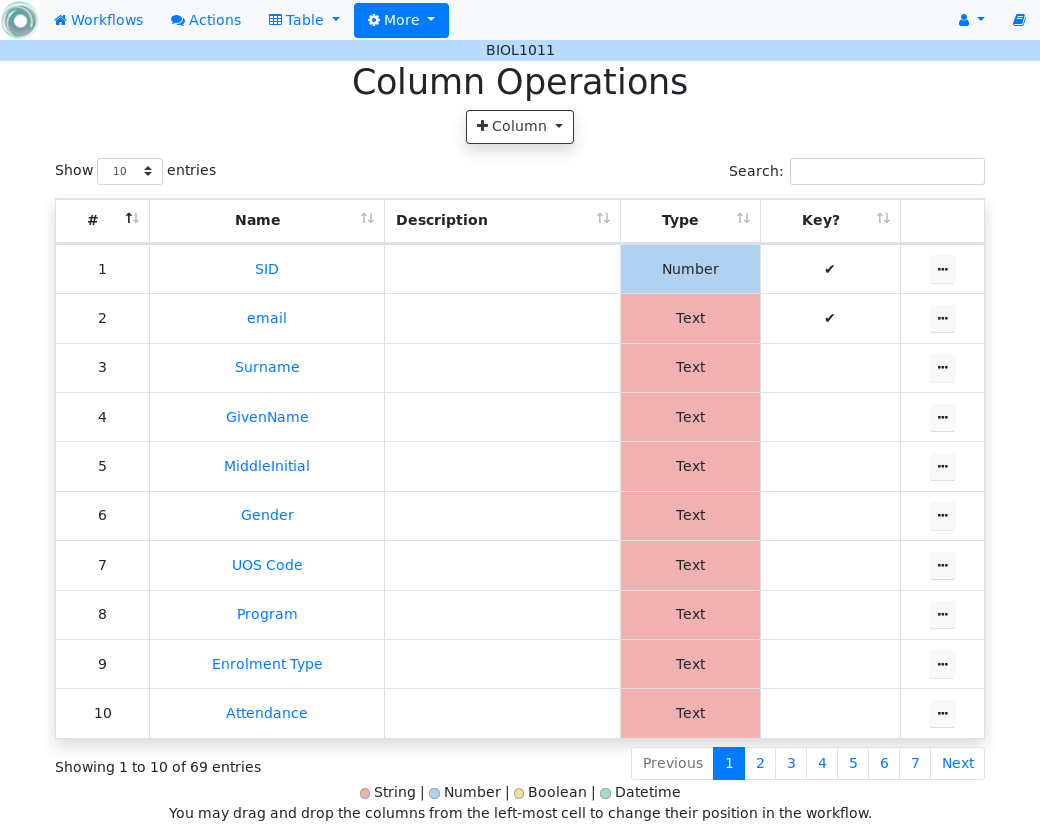 Workflows Actions Table More
BIOL1011
Column Operations
Column
Show 10 entries Search:
# Name Description Type Key?
1 SID Number ✔
2 email Text ✔
3 Surname Text
4 GivenName Text
5 MiddleInitial Text
6 Gender Text
7 UOS Code Text
8 Program Text
9 Enrolment Type Text
10 Attendance Text
Showing 1 to 10 of 69 entries Previous 1 2 3 4 5 6 7 Next
String | Number | Boolean | Datetime
You may drag and drop the columns from the left-most cell to change their position in the workflow.